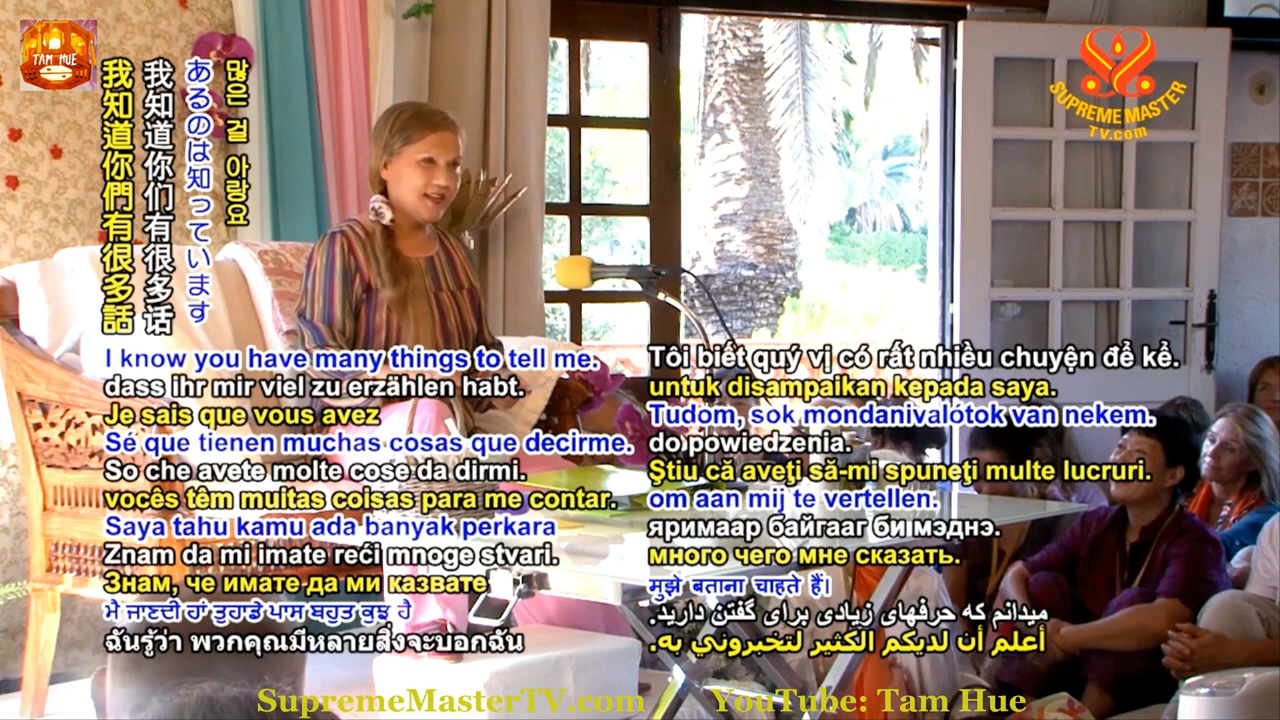 TAM HUE
SUPREME MASTER
TV.com
많은 걸 아랑요
あるのは知っています
我知道你们有很多话
我知道你們有很多話
I know you have many things to tell me.
dass ihr mir viel zu erzählen habt.
Je sais que vous avez
Sé que tienen muchas cosas que decirme.
So che avete molte cose da dirmi.
vocês têm muitas coisas para me contar.
Saya tahu kamu ada banyak perkara
Znam da mi imate reći mnoge stvari.
Знам, че имате да ми казвате
ਮੈਂ ਜਾਣਦੀ ਹਾਂ ਤੁਹਾਡੇ ਪਾਸ ਬਹੁਤ ਕੁਝ ਹੈ
ฉันรู้ว่า พวกคุณมีหลายสิ่งจะบอกฉัน
Tôi biết quý vị có rất nhiều chuyện để kể.
untuk disampaikan kepada saya.
Tudom, sok mondanivalótok van nekem.
do powiedzenia.
Ştiu că aveţi să-mi spuneţi multe lucruri.
om aan mij te vertellen.
яримаар байгааг би мэднэ.
много чего мне сказать.
मुझे बताना चाहते हैं।
میدانم که حرفهای زیادی برای گفتن دارید.
أعلم أن لديكم الكثير لتخبروني به.
SupremeMasterTV.com YouTube: Tam Hue